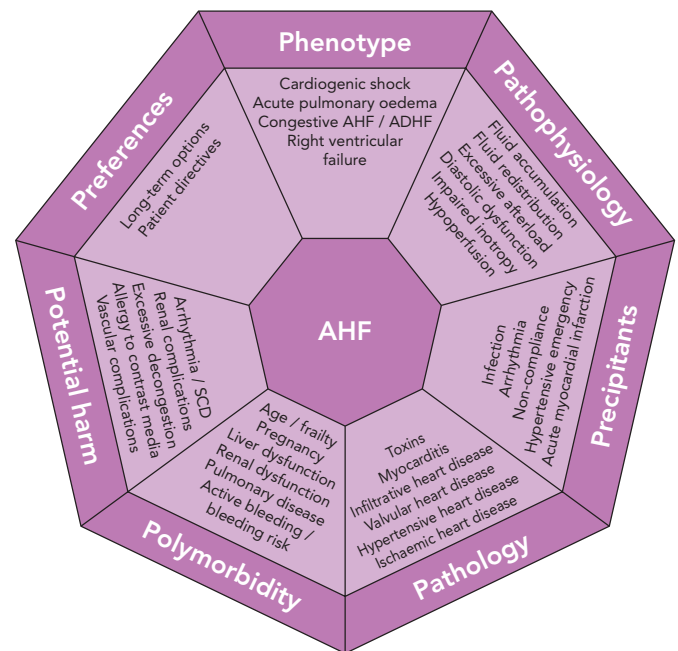 Phenotype
Cardiogenic shock
Acute pulmonary oedema
Congestive AHF / ADHF
Right ventricular
failure
Pathophysiology
Fluid accumulation
Fluid redistribution
Excessive afterload
Diastolic dysfunction
Impaired inotropy
Hypoperfusion
Precipitants
Infection
Arrhythmia
Non-compliance
Hypertensive emergency
Acute myocardial infarction
Pathology
Toxins
Myocarditis
Infiltrative heart disease
Valvular heart disease
Hypertensive heart disease
Ischaemic heart disease
Polymorbidity
Age / frailty
Pregnancy
Liver dysfunction
Renal dysfunction
Pulmonary disease
Active bleeding /
bleeding risk
Potential harm
Arrhythmia / SCD
Renal complications
Excessive decongestion
Allergy to contrast media
Vascular complications
Preferences
Long-term options
Patient directives
AHF